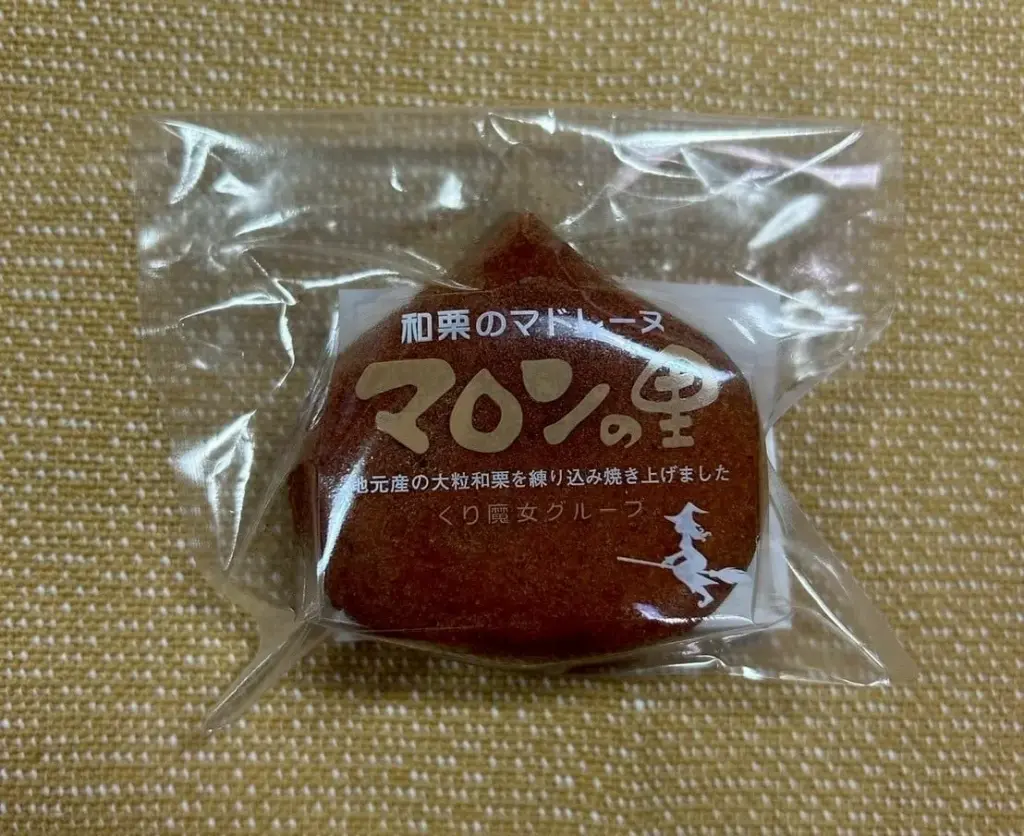 和栗のマドレーヌ
マロンの里
地元産の大粒和栗を練り込み焼き上げました
くり魔女グループ